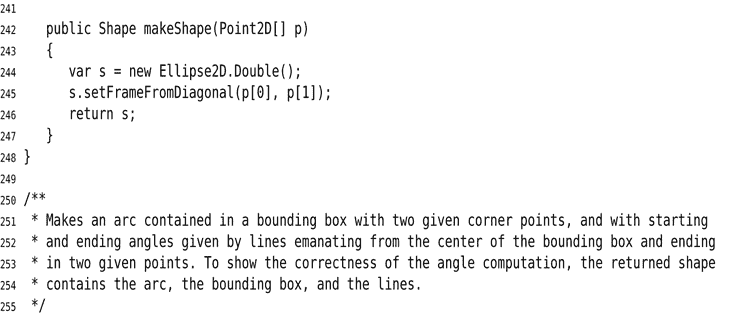 241
242    public Shape makeShape(Point2D[] p)
243    {
244       var s = new Ellipse2D.Double();
245       s.setFrameFromDiagonal(p[0], p[1]);
246       return s;
247    }
248 }
249
250 /**
251  * Makes an arc contained in a bounding box with two given corner points, and with starting
252  * and ending angles given by lines emanating from the center of the bounding box and ending
253  * in two given points. To show the correctness of the angle computation, the returned shape
254  * contains the arc, the bounding box, and the lines.
255  */